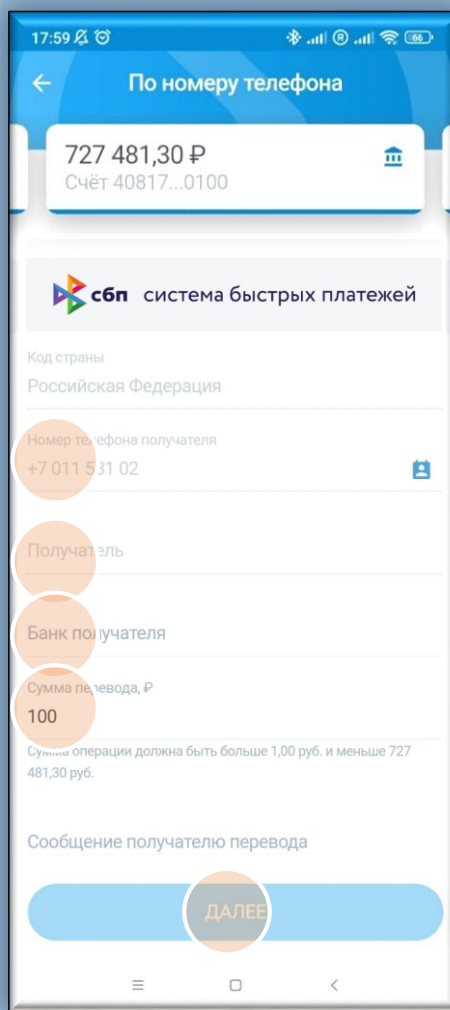 17:59
66
По номеру телефона
727 481,30 ₽
Счёт 40817...0100
сбп система быстрых платежей
Код страны
Российская Федерация
Номер телефона получателя
+7 011 531 02
Получатель
Банк получателя
Сумма перевода, ₽
100
Сумма операции должна быть больше 1,00 руб. и меньше 727
481,30 руб.
Сообщение получателю перевода
ДАЛЕЕ